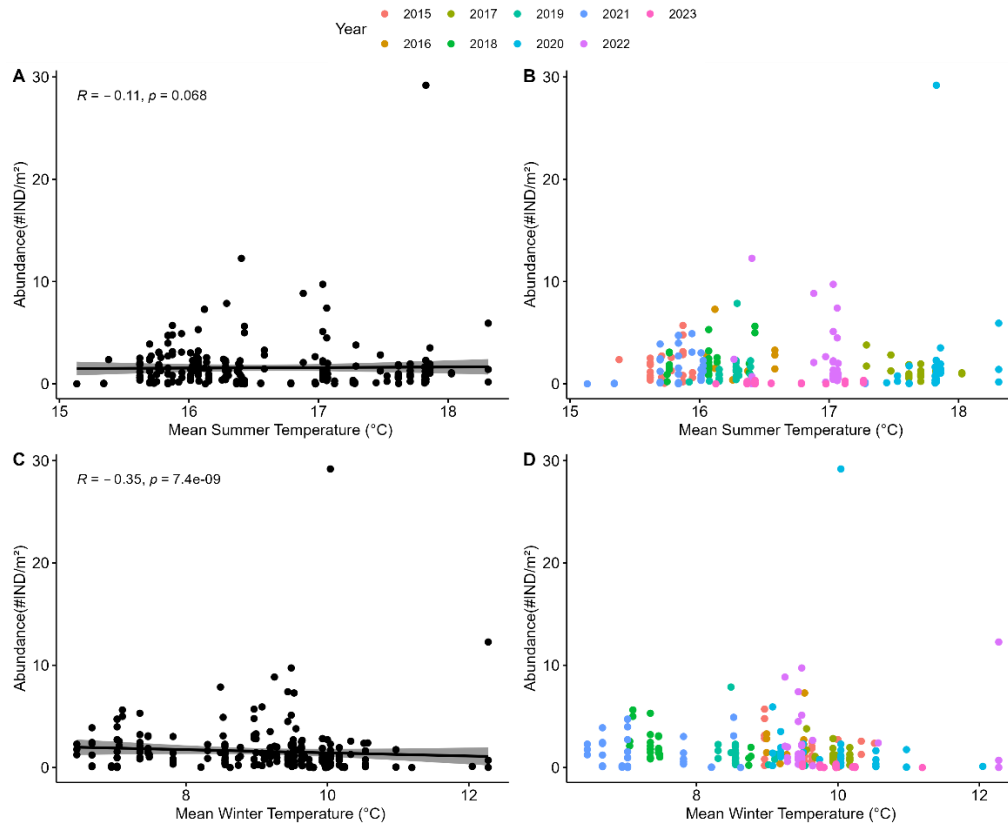 Year
2015 2017 2019 2021 2023
2016 2018 2020 2022
A
B
R = − 0.11, p = 0.068
30
20
10
0
Abundance(#IND/m²)
15 16 17 18
Mean Summer Temperature (°C)
30
20
10
0
Abundance(#IND/m²)
15 16 17 18
Mean Summer Temperature (°C)
C
D
R = − 0.35, p = 7.4e-09
30
20
10
0
Abundance(#IND/m²)
8 10 12
Mean Winter Temperature (°C)
30
20
10
0
Abundance(#IND/m²)
8 10 12
Mean Winter Temperature (°C)